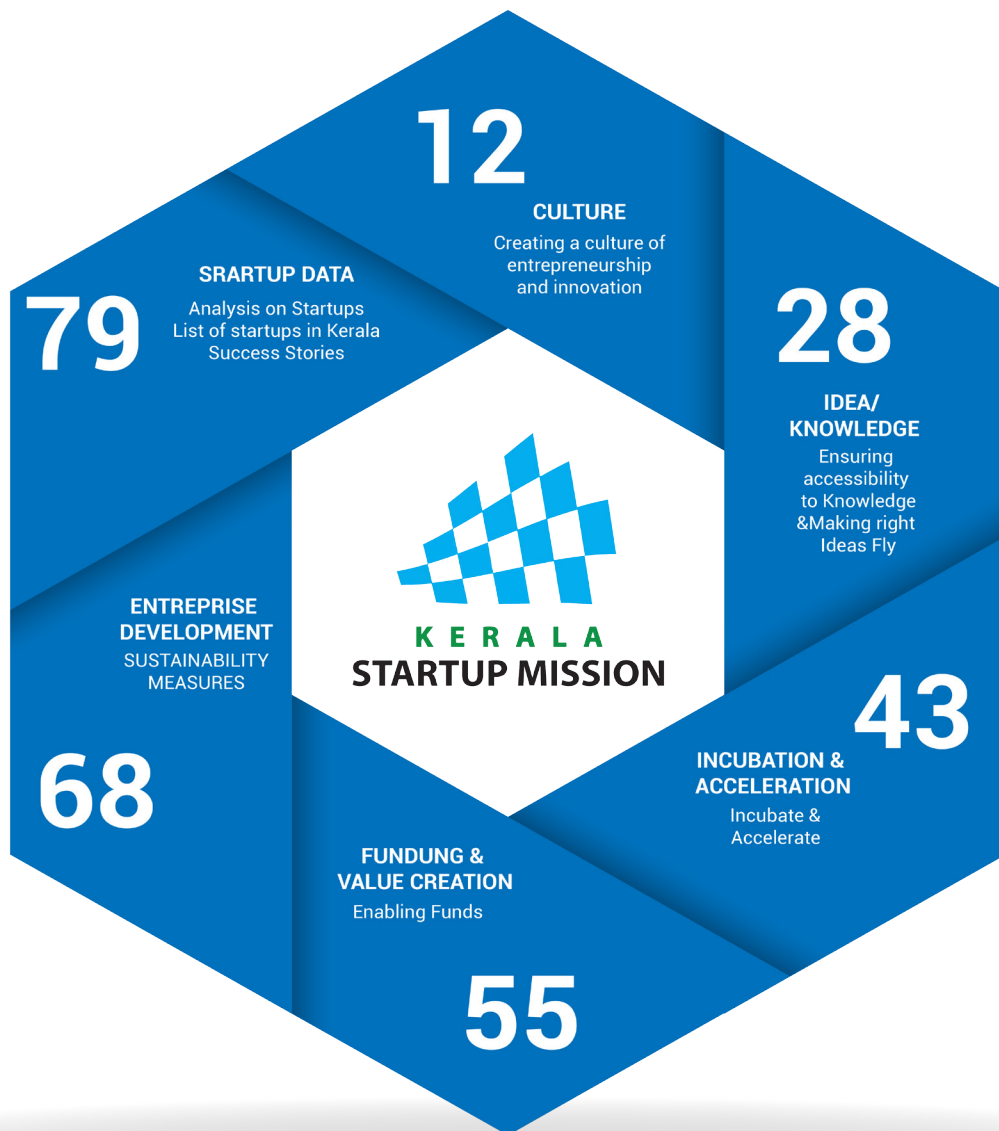 12
CULTURE
Creating a culture of
entrepreneurship
and innovation
28
IDEA/
KNOWLEDGE
Ensuring
accessibility
to Knowledge
&Making right
Ideas Fly
43
INCUBATION &
ACCELERATION
Incubate &
Accelerate
55
FUNDUNG &
VALUE CREATION
Enabling Funds
68
ENTREPRISE
DEVELOPMENT
SUSTAINABILITY
MEASURES
79
SRARTUP DATA
Analysis on Startups
List of startups in Kerala
Success Stories
KERALA
STARTUP MISSION